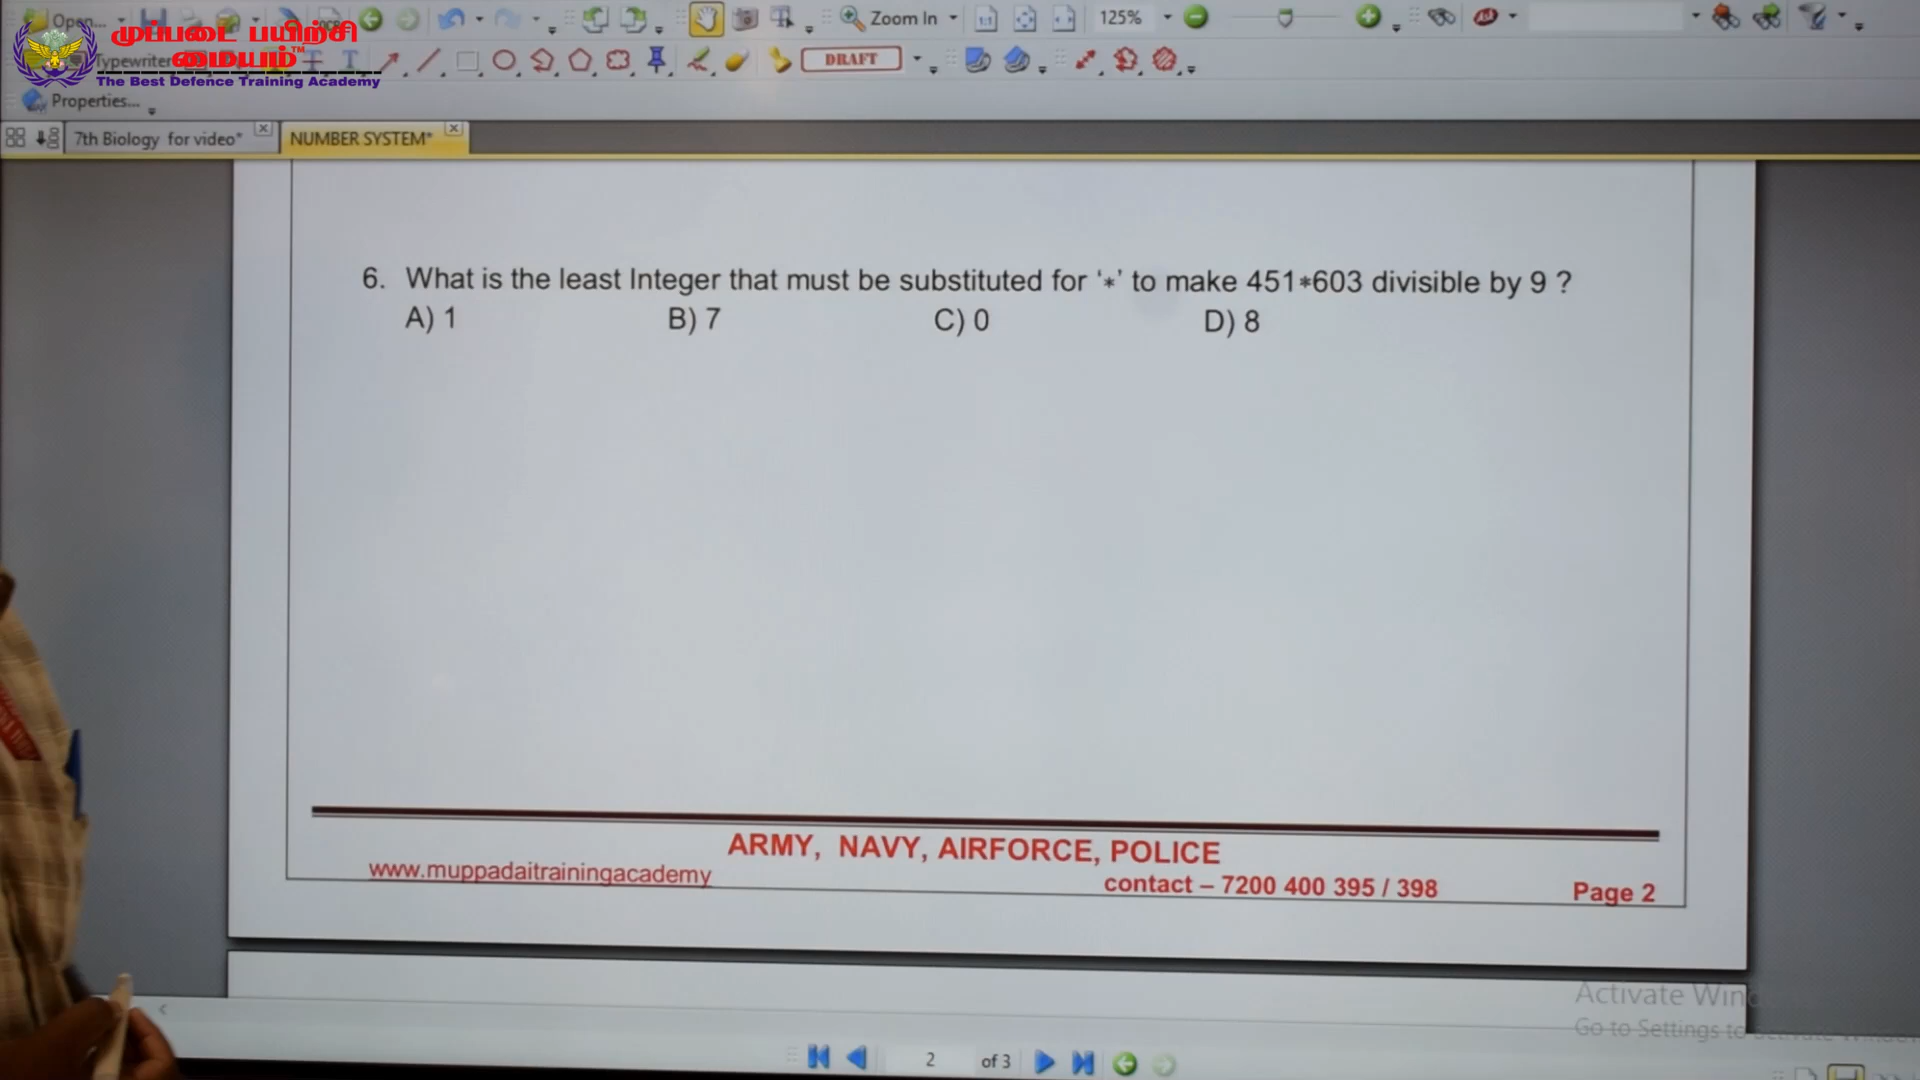 Open...
Zoom In
125%
முப்படை பயிற்சி
மையம்™
The Best Defence Training Academy
Typewriter
DRAFT
Properties...
7th Biology for video*
NUMBER SYSTEM*
6. What is the least Integer that must be substituted for ‘*’ to make 451*603 divisible by 9 ?
A) 1 B) 7 C) 0 D) 8
ARMY, NAVY, AIRFORCE, POLICE
www.muppadaitrainingacademy
contact – 7200 400 395 / 398
Page 2
Activate Win
Go to Settings to
2 of 3